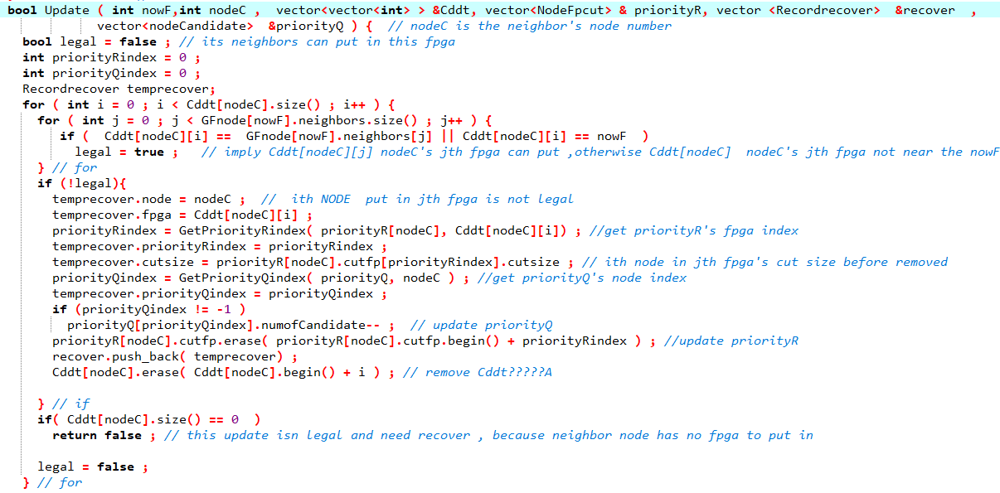 bool Update ( int nowF,int nodeC ,  vector<vector<int> > &Cddt, vector<NodeFpcut> & priorityR, vector <Recordrecover>  &recover  ,
vector<nodeCandidate>  &priorityQ ) {  // nodeC is the neighbor's node number
bool legal = false ; // its neighbors can put in this fpga
int priorityRindex = 0 ;
int priorityQindex = 0 ;
Recordrecover temprecover;
for ( int i = 0 ; i < Cddt[nodeC].size() ; i++ ) {
for ( int j = 0 ; j < GFnode[nowF].neighbors.size() ; j++ ) {
if (  Cddt[nodeC][i] ==  GFnode[nowF].neighbors[j] || Cddt[nodeC][i] == nowF  )
legal = true ;   // imply Cddt[nodeC][j] nodeC's jth fpga can put ,otherwise Cddt[nodeC]  nodeC's jth fpga not near the nowF
} // for
if (!legal){
temprecover.node = nodeC ;  //  ith NODE  put in jth fpga is not legal
temprecover.fpga = Cddt[nodeC][i] ;
priorityRindex = GetPriorityRindex( priorityR[nodeC], Cddt[nodeC][i]) ; //get priorityR's fpga index
temprecover.priorityRindex = priorityRindex ;
temprecover.cutsize = priorityR[nodeC].cutfp[priorityRindex].cutsize ; // ith node in jth fpga's cut size before removed
priorityQindex = GetPriorityQindex( priorityQ, nodeC ) ; //get priorityQ's node index
temprecover.priorityQindex = priorityQindex ;
if (priorityQindex != -1 )
priorityQ[priorityQindex].numofCandidate-- ;  // update priorityQ
priorityR[nodeC].cutfp.erase( priorityR[nodeC].cutfp.begin() + priorityRindex ) ; //update priorityR
recover.push_back( temprecover) ;
Cddt[nodeC].erase( Cddt[nodeC].begin() + i ) ; // remove Cddt?????A
} // if
if( Cddt[nodeC].size() == 0  )
return false ; // this update isn legal and need recover , because neighbor node has no fpga to put in
legal = false ;
} // for